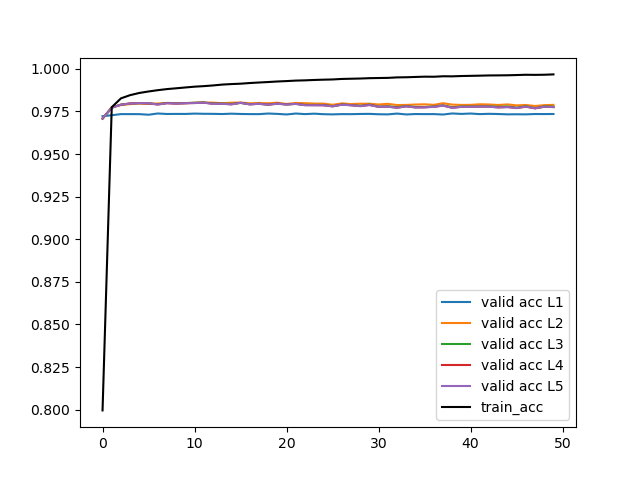 1.000
0.975
0.950
0.925
0.900
0.875
0.850
0.825
0.800
0
10
20
30
40
50
valid acc L1
valid acc L2
valid acc L3
valid acc L4
valid acc L5
train_acc